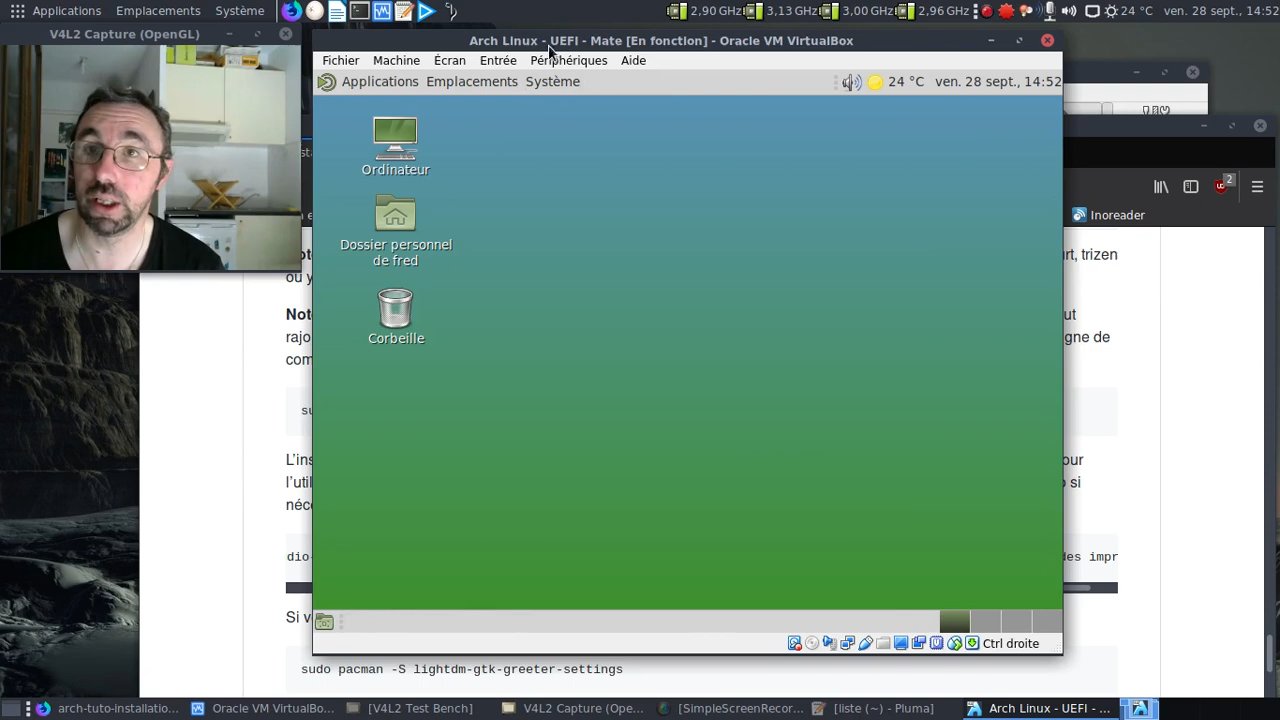 Applications Emplacements Système
2,90 GHz 3,13 GHz 3,00 GHz 2,96 GHz 24 °C ven. 28 sept., 14:52
V4L2 Capture (OpenGL)
Arch Linux - UEFI - Mate [En fonction] - Oracle VM VirtualBox
Fichier Machine Écran Entrée Périphériques Aide
Applications Emplacements Système 24 °C ven. 28 sept., 14:52
Ordinateur
Dossier personnel
de fred
Corbeille
2
Inoreader
trizen
ou y
Not
ut
rajo
gne de
com
su
L'ins
our
l'util
o si
néce
dio-
des impr
Si v
sudo pacman -S lightdm-gtk-greeter-settings
Ctrl droite
arch-tuto-installatio... Oracle VM VirtualBo... [V4L2 Test Bench] V4L2 Capture (Ope... [SimpleScreenRecor... [liste (~) - Pluma] Arch Linux - UEFI - ...